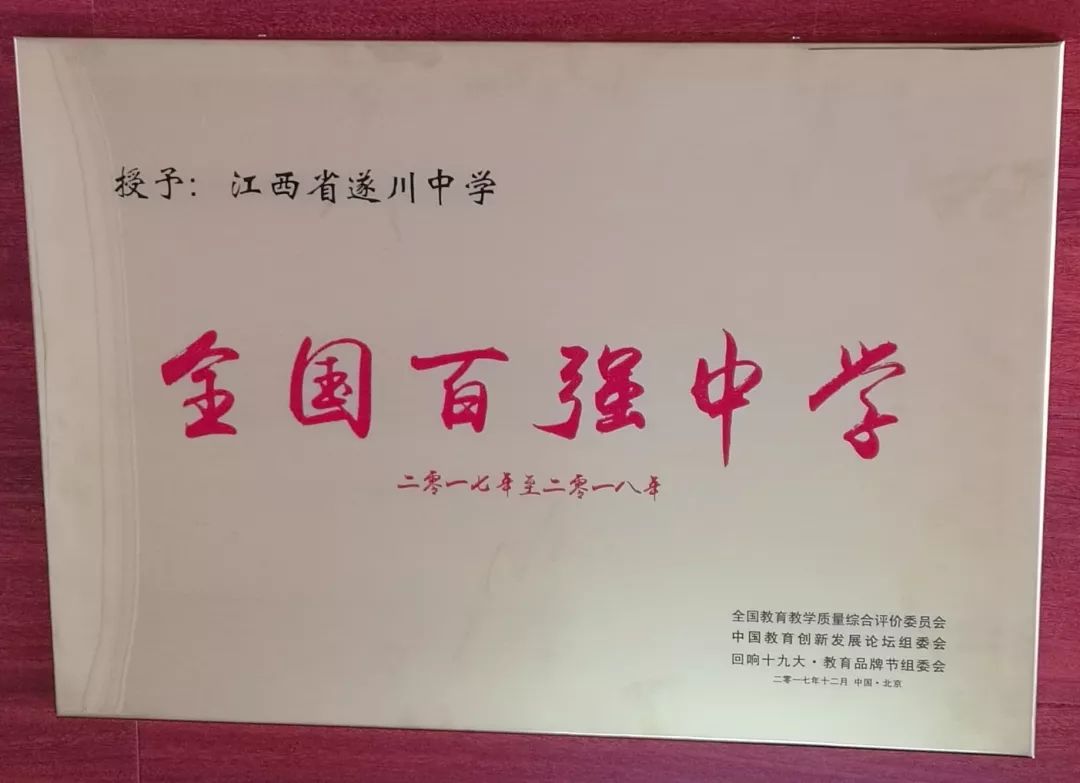 授予：江西省遂川中学
全国百强中学
二零一七年至二零一八年
全国教育教学质量综合评价委员会
中国教育创新发展论坛组委会
回响十九大·教育品牌节组委会
二零一七年十二月 中国·北京